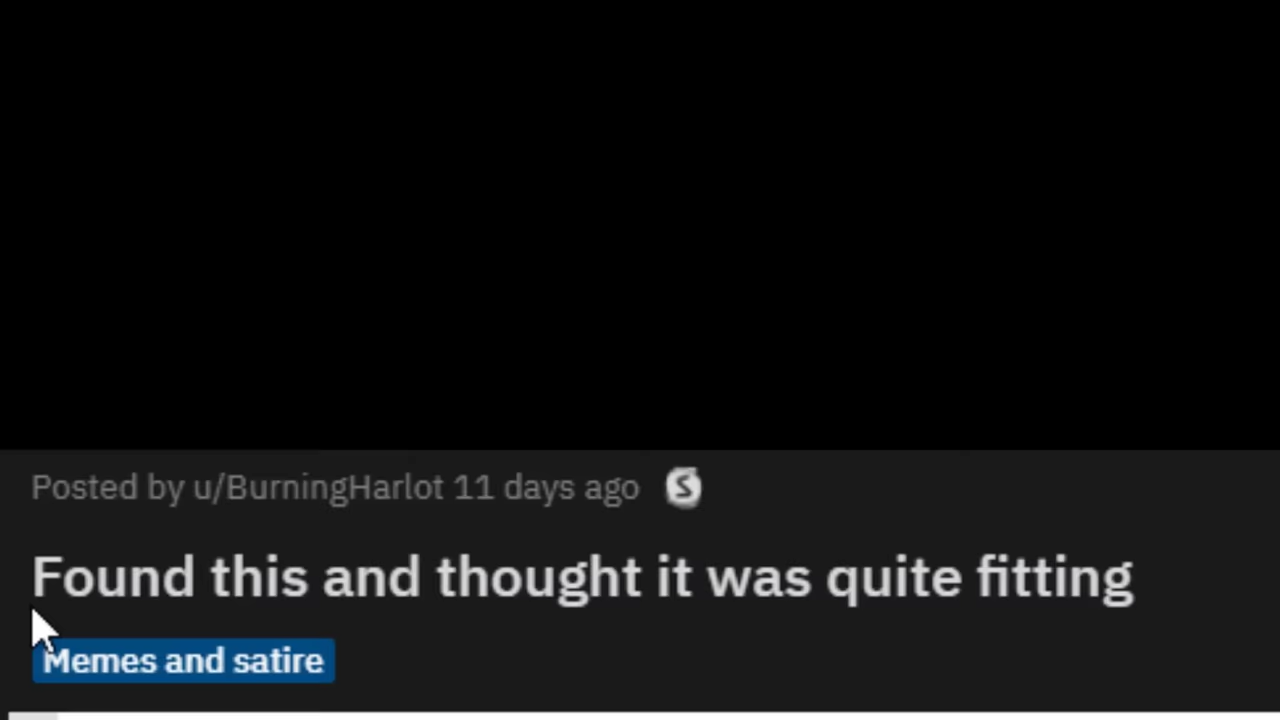 Posted by u/BurningHarlot 11 days ago S
Found this and thought it was quite fitting
Memes and satire